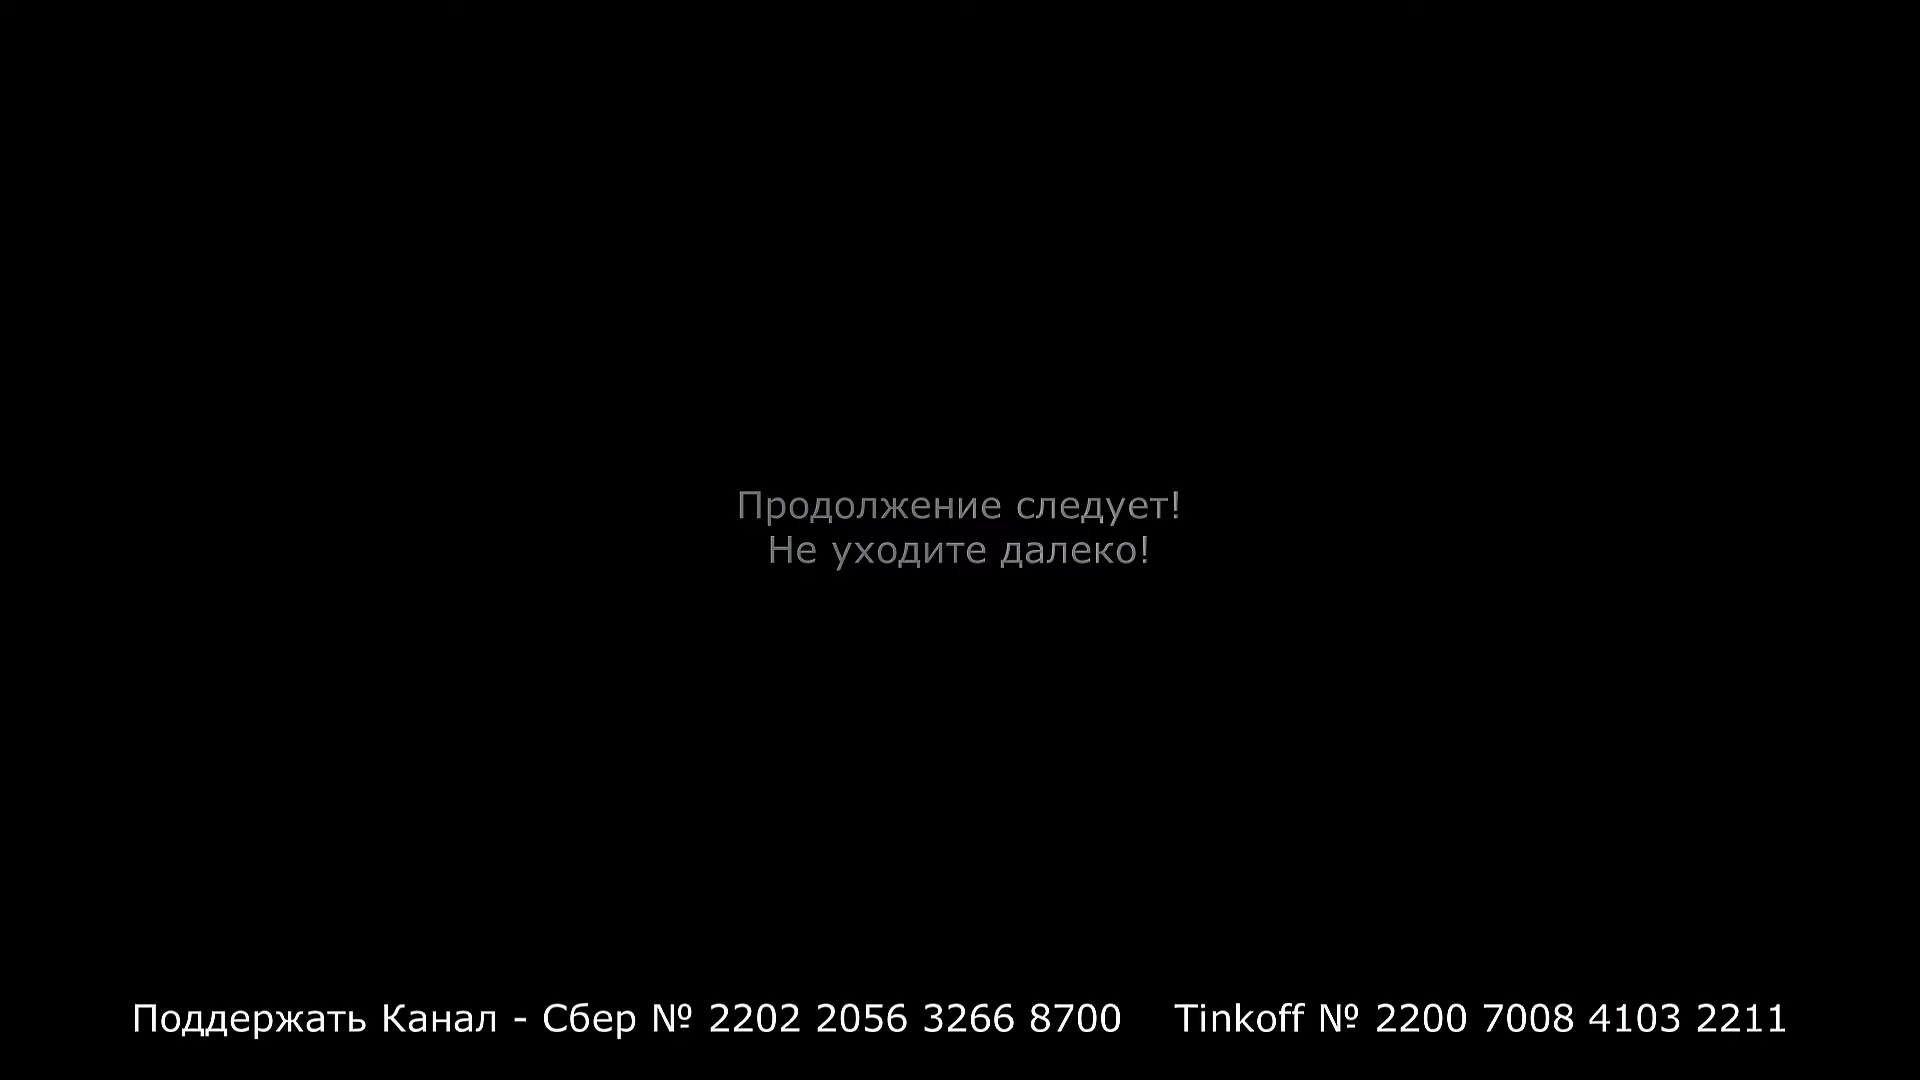 Продолжение следует!
Не уходите далеко!
Поддержать Канал - Сбер № 2202 2056 3266 8700 Tinkoff № 2200 7008 4103 2211